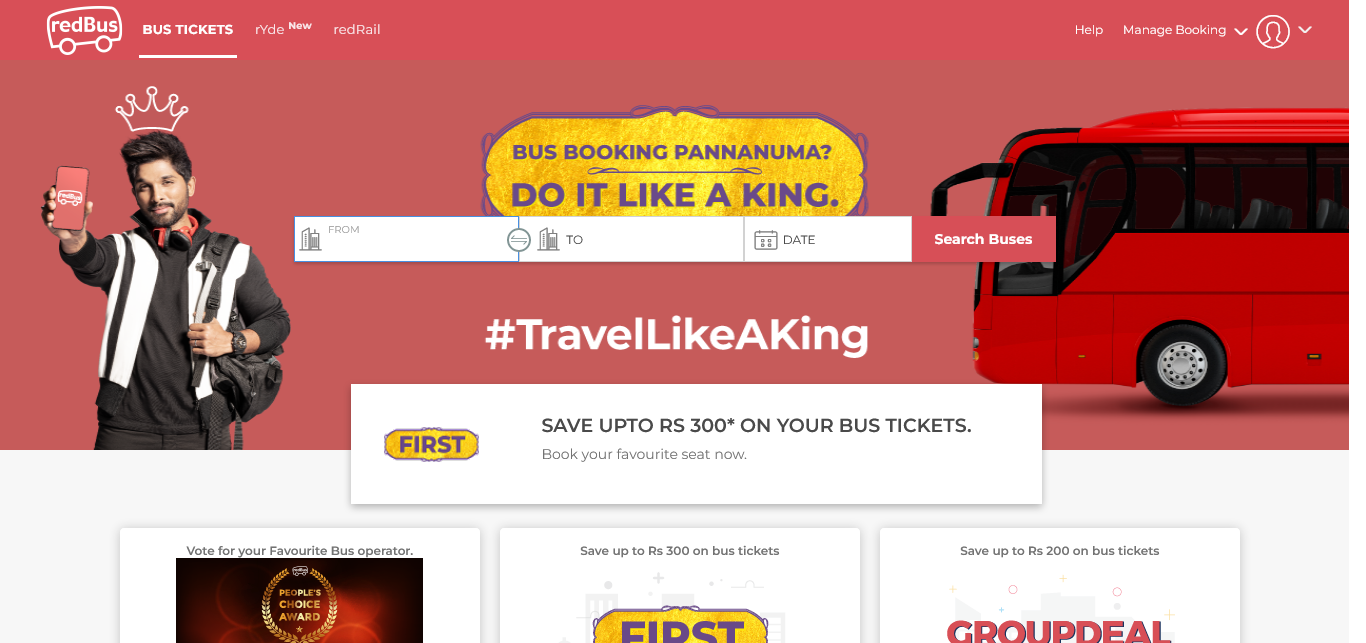 redBus
BUS TICKETS
rYde New
redRail
Help
Manage Booking
redBus
BUS BOOKING PANNANUMA?
DO IT LIKE A KING.
FROM
TO
DATE
Search Buses
#TravelLikeAKing
FIRST
SAVE UPTO RS 300* ON YOUR BUS TICKETS.
Book your favourite seat now.
Vote for your Favourite Bus operator.
redBus
PEOPLE'S
CHOICE
AWARD
Save up to Rs 300 on bus tickets
FIRST
Save up to Rs 200 on bus tickets
GROUPDEAL